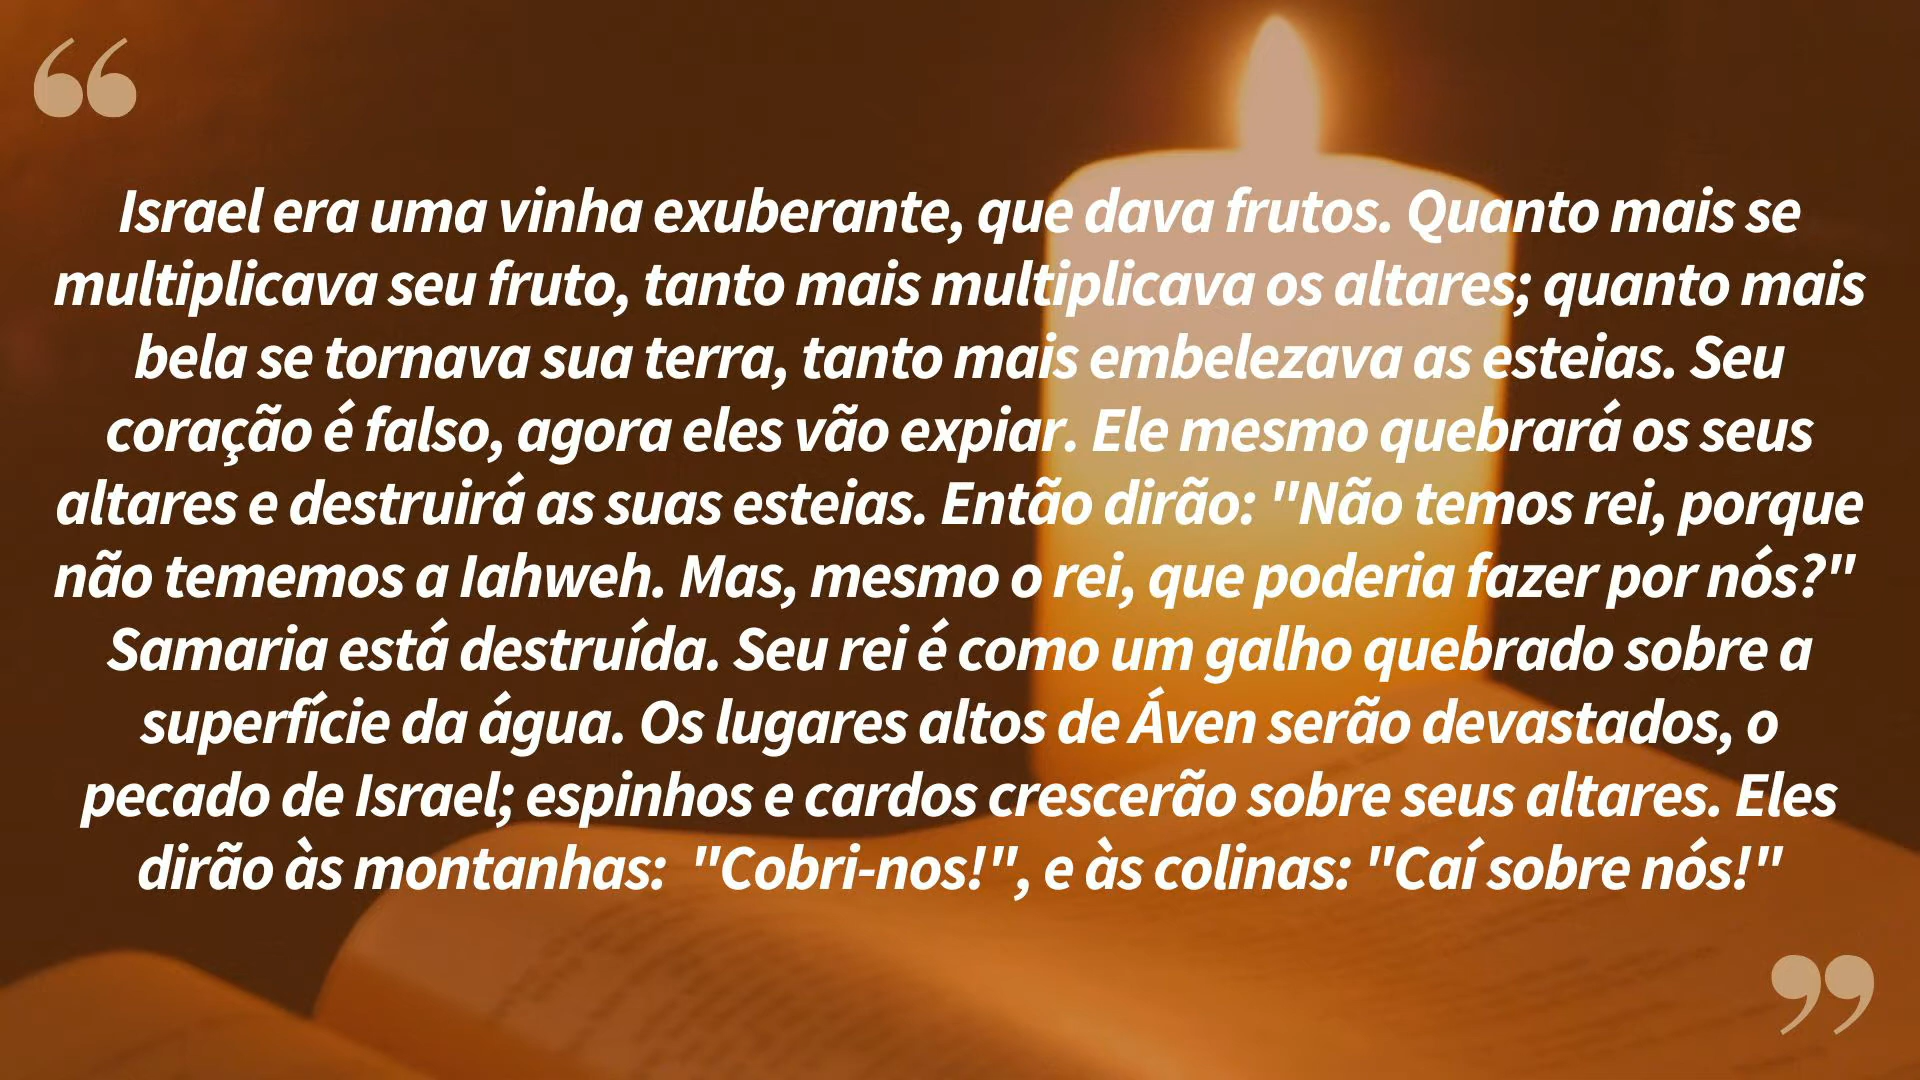 Israel era uma vinha exuberante, que dava frutos. Quanto mais se
multiplicava seu fruto, tanto mais multiplicava os altares; quanto mais
bela se tornava sua terra, tanto mais embelezava as esteias. Seu
coração é falso, agora eles vão expiar. Ele mesmo quebrará os seus
altares e destruirá as suas esteias. Então dirão: "Não temos rei, porque
não tememos a Iahweh. Mas, mesmo o rei, que poderia fazer por nós?"
Samaria está destruída. Seu rei é como um galho quebrado sobre a
superfície da água. Os lugares altos de Áven serão devastados, o
pecado de Israel; espinhos e cardos crescerão sobre seus altares. Eles
dirão às montanhas:  "Cobri-nos!", e às colinas: "Caí sobre nós!"